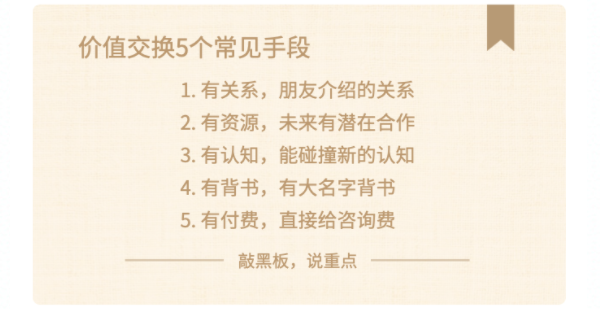 价值交换5个常见手段
1. 有关系，朋友介绍的关系
2. 有资源，未来有潜在合作
3. 有认知，能碰撞新的认知
4. 有背书，有大名字背书
5. 有付费，直接给咨询费
敲黑板，说重点